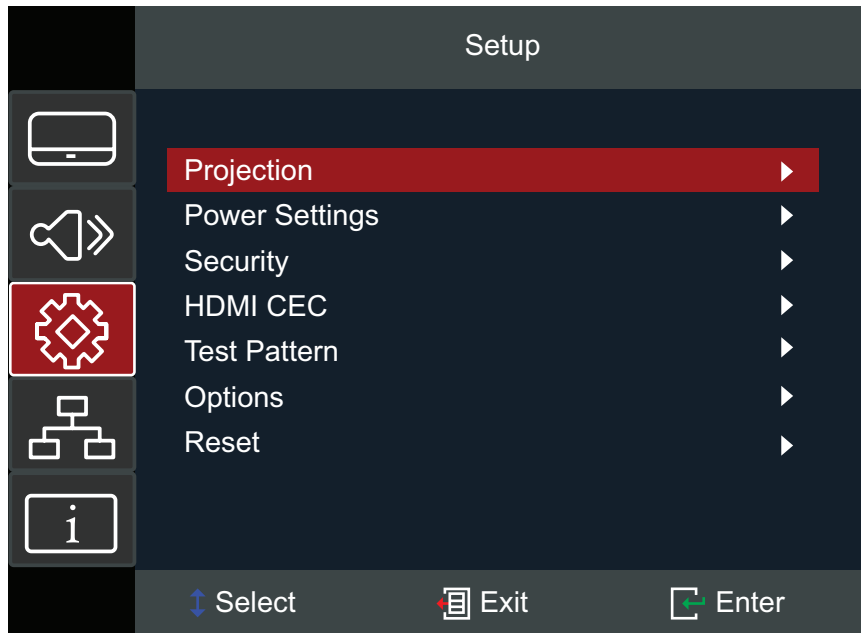 Setup
Projection
Power Settings
Security
HDMI CEC
Test Pattern
Options
Reset
i
Select Exit Enter